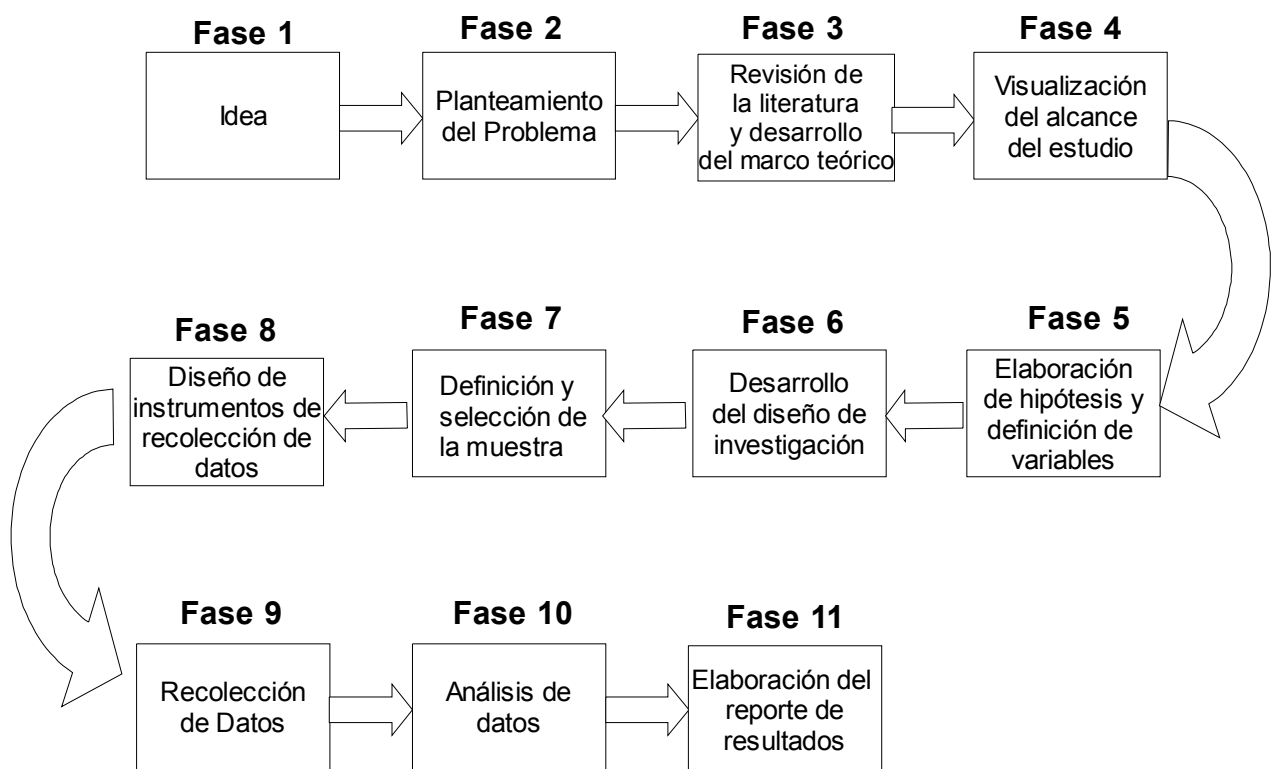 Fase 1
Idea
Fase 2
Planteamiento
del Problema
Fase 3
Revisión de
la literatura
y desarrollo
del marco teórico
Fase 4
Visualización
del alcance
del estudio
Fase 5
Elaboración
de hipótesis y
definición de
variables
Fase 6
Desarrollo
del diseño de
investigación
Fase 7
Definición y
selección de
la muestra
Fase 8
Diseño de
instrumentos de
recolección de
datos
Fase 9
Recolección
de Datos
Fase 10
Análisis de
datos
Fase 11
Elaboración del
reporte de
resultados